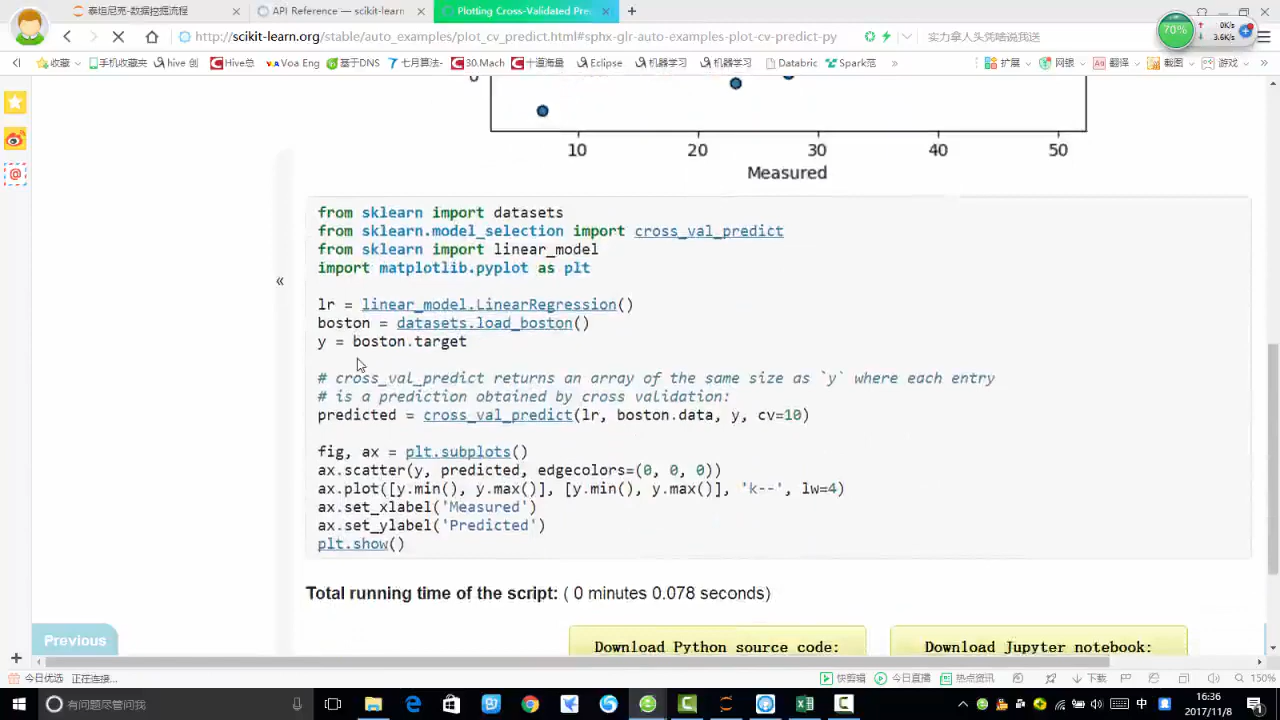 泰坦尼克-数据挖掘流程
API Reference — scikit-learn
Plotting Cross-Validated Pre
http://scikit-learn.org/stable/auto_examples/plot_cv_predict.html#sphx-glr-auto-examples-plot-cv-predict-py
实力拿人头凭啥说我送
70%
0K/s
3.6K/s
收藏
手机收藏夹
hive 创
Hive总
Voa Eng
基于DNS
七月算法-
30.Mach
十道海量
Eclipse
机器学习
机器学习
Databric
Spark范
»
扩展
网银
翻译
截图
游戏
0
10 20 30 40 50
Measured
«
from sklearn import datasets
from sklearn.model_selection import cross_val_predict
from sklearn import linear_model
import matplotlib.pyplot as plt
lr = linear_model.LinearRegression()
boston = datasets.load_boston()
y = boston.target
# cross_val_predict returns an array of the same size as `y` where each entry
# is a prediction obtained by cross validation:
predicted = cross_val_predict(lr, boston.data, y, cv=10)
fig, ax = plt.subplots()
ax.scatter(y, predicted, edgecolors=(0, 0, 0))
ax.plot([y.min(), y.max()], [y.min(), y.max()], 'k--', lw=4)
ax.set_xlabel('Measured')
ax.set_ylabel('Predicted')
plt.show()
Total running time of the script: ( 0 minutes 0.078 seconds)
Previous
Download Python source code:
Download Jupyter notebook:
今日优选
正在连接...
快剪辑
今日直播
热点资讯
下载
150%
有问题尽管问我
中
16:36
2017/11/8